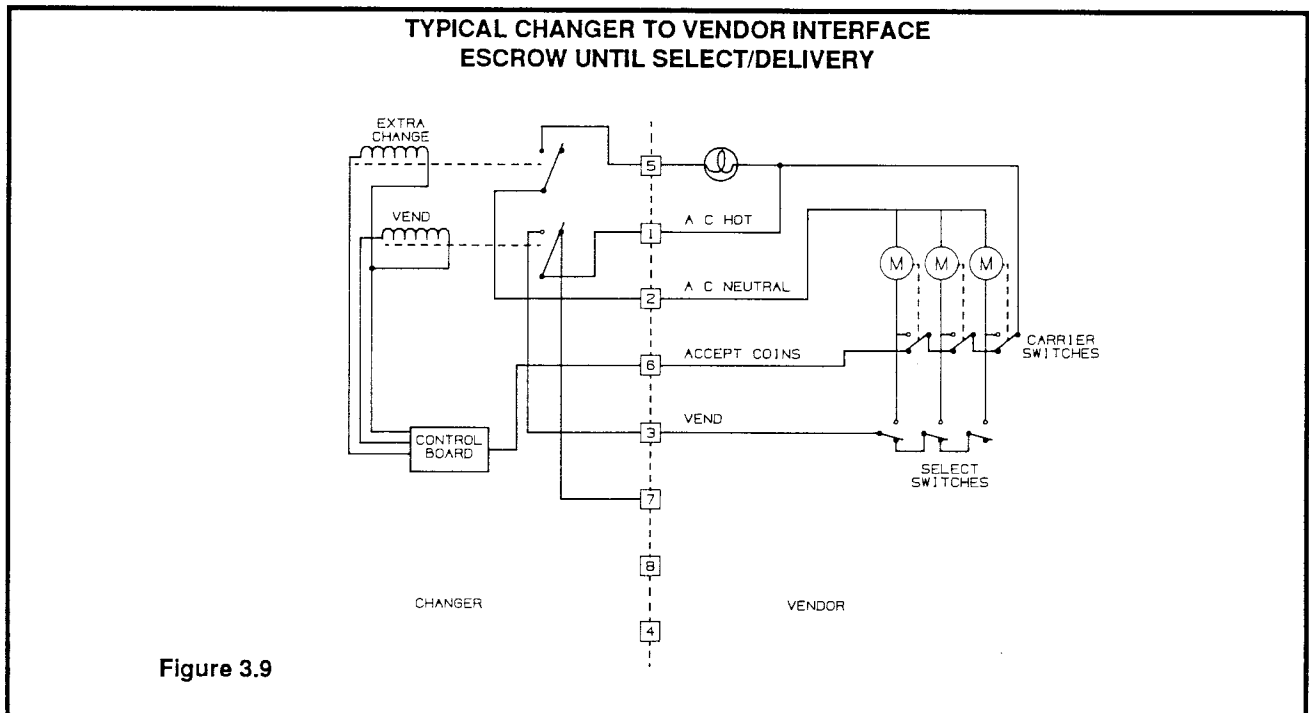 TYPICAL CHANGER TO VENDOR INTERFACE
ESCROW UNTIL SELECT/DELIVERY
EXTRA
CHANGE
5
VEND
1
A C HOT
M
M
M
2
A C NEUTRAL
CARRIER
SWITCHES
6
ACCEPT COINS
3
VEND
CONTROL
BOARD
SELECT
SWITCHES
7
8
CHANGER
VENDOR
4
Figure 3.9